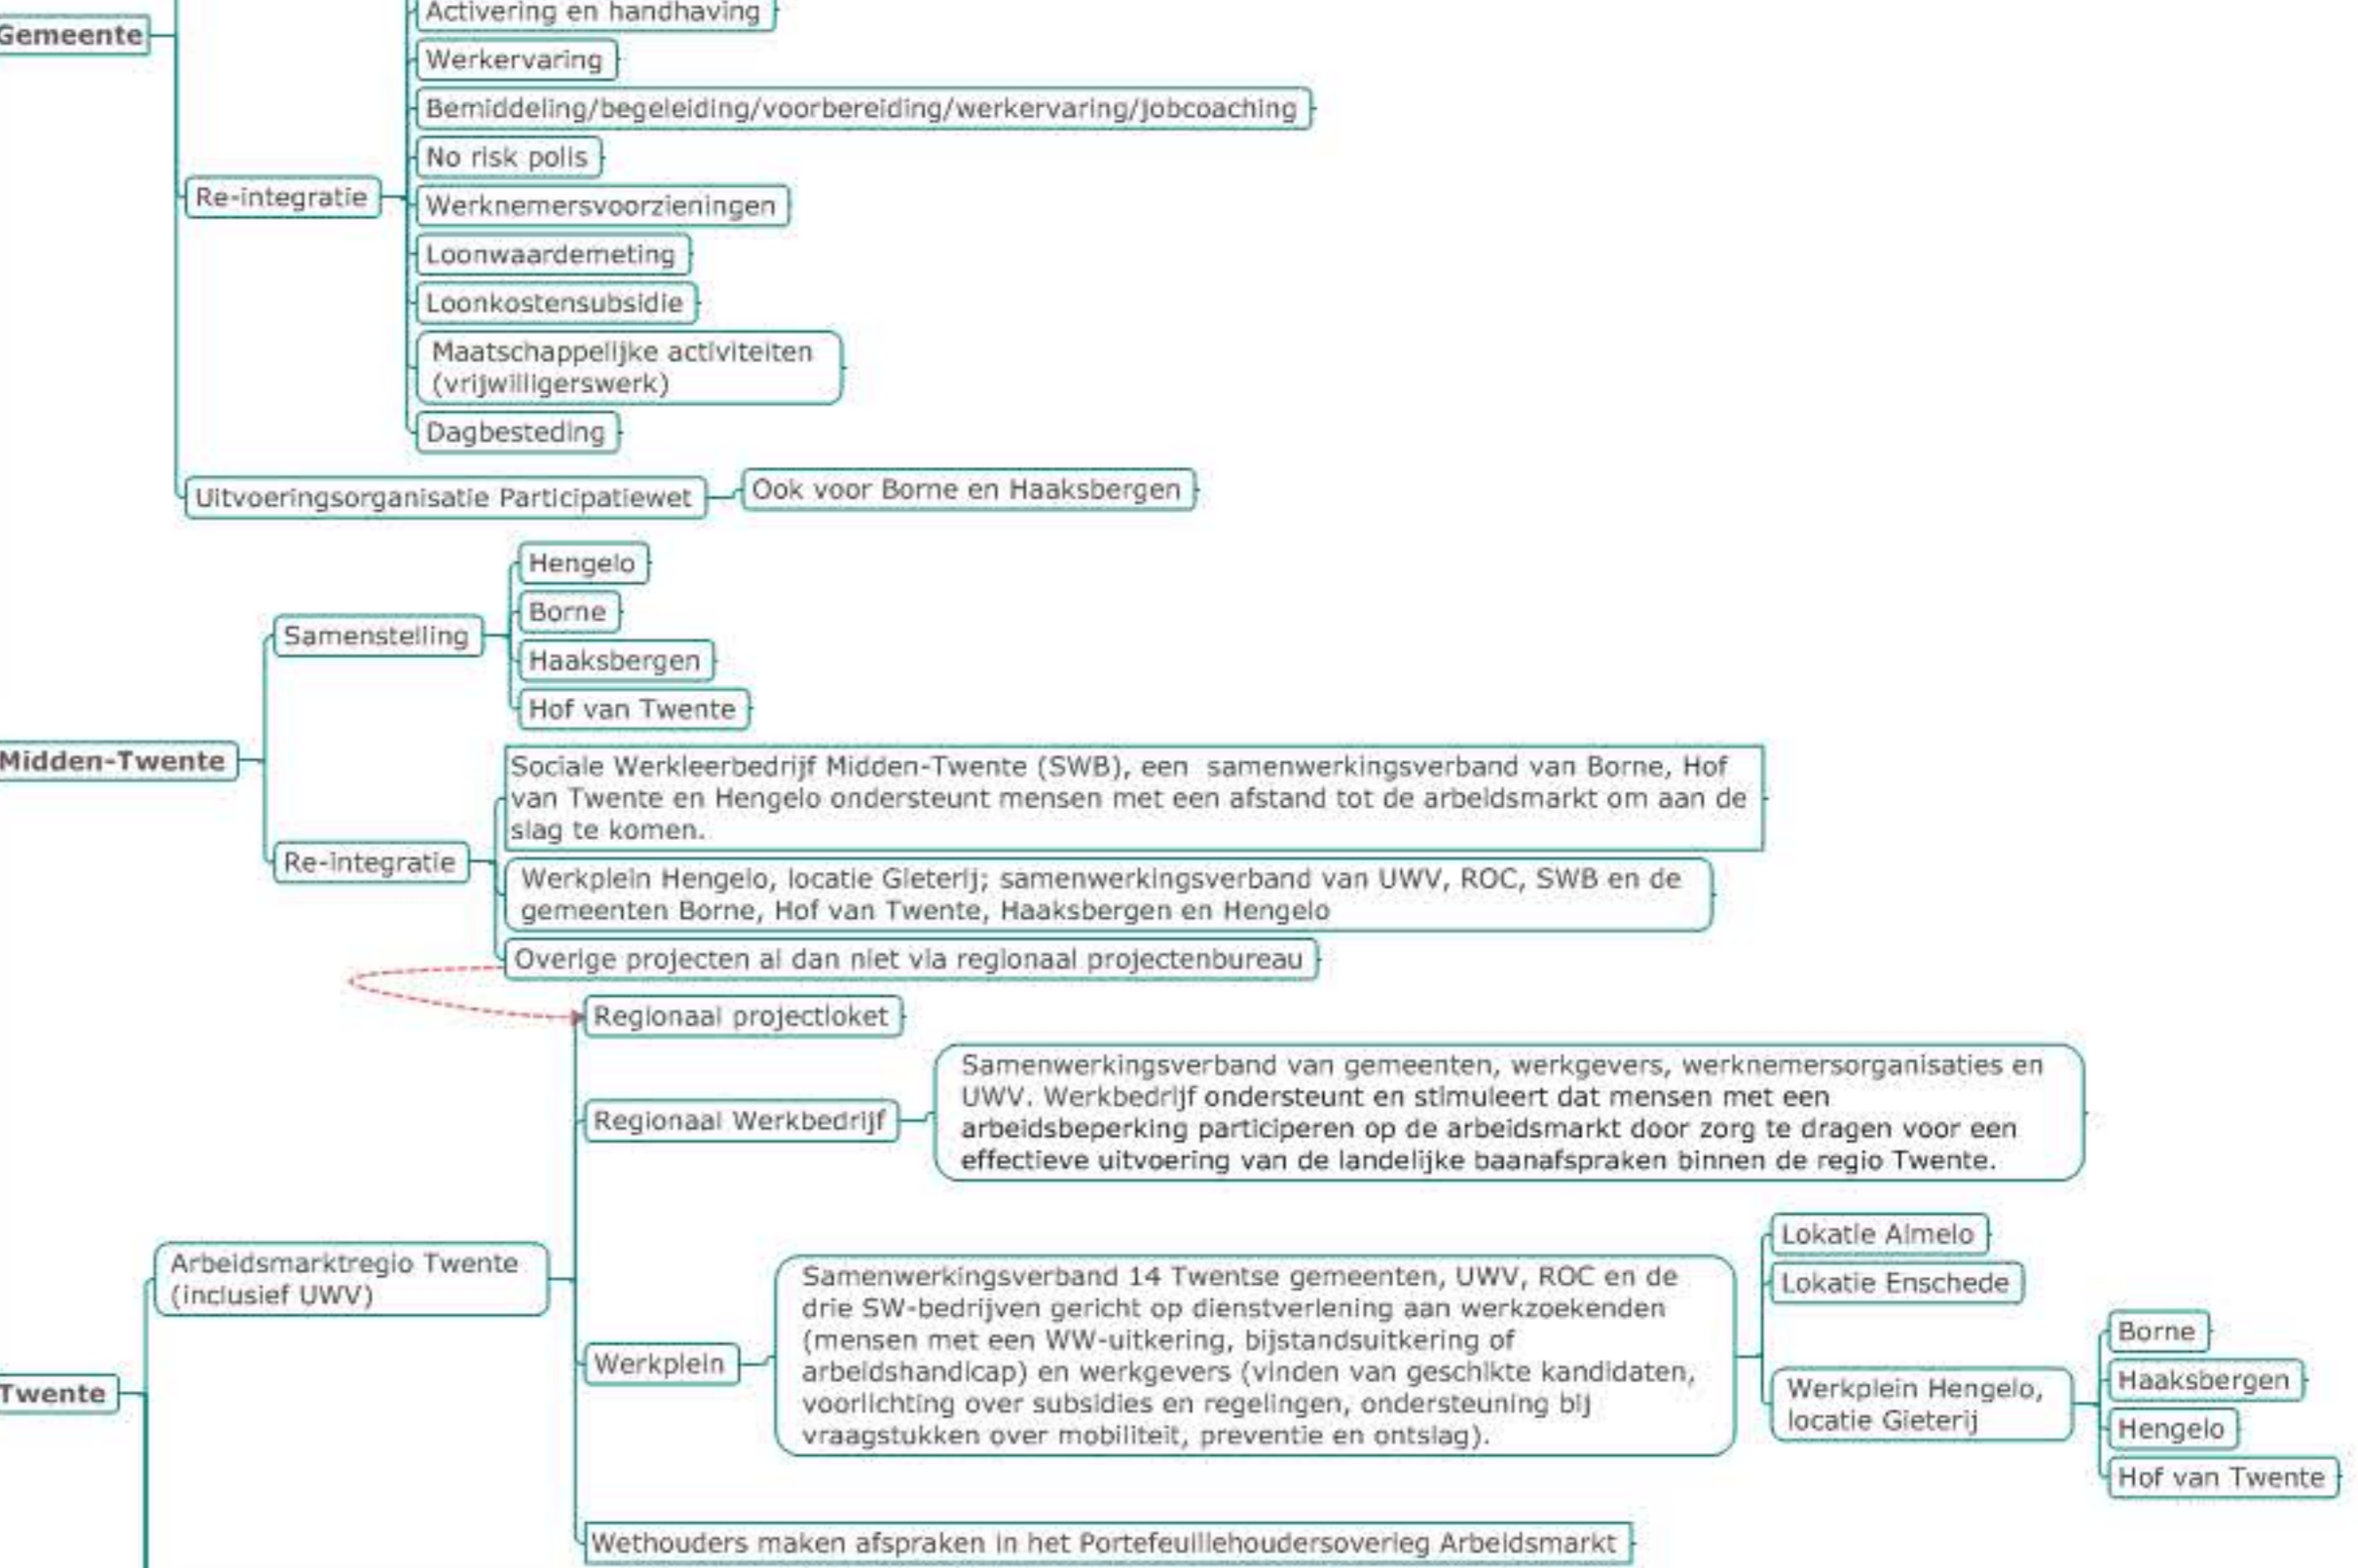 Activering en handhaving
Gemeente
Werkervaring
Bemiddeling/begeleiding/voorbereiding/werkervaring/jobcoaching
No risk polis
Re-integratie
Werknemersvoorzieningen
Loonwaardemeting
Loonkostensubsidie
Maatschappelijke activiteiten
(vrijwilligerswerk)
Dagbesteding
Uitvoeringsorganisatie Participatiewet
Ook voor Borne en Haaksbergen
Hengelo
Borne
Samenstelling
Haaksbergen
Hof van Twente
Midden-Twente
Sociale Werkleerbedrijf Midden-Twente (SWB), een samenwerkingsverband van Borne, Hof
van Twente en Hengelo ondersteunt mensen met een afstand tot de arbeidsmarkt om aan de
slag te komen.
Re-integratie
Werkplein Hengelo, locatie Gieterij; samenwerkingsverband van UWV, ROC, SWB en de
gemeenten Borne, Hof van Twente, Haaksbergen en Hengelo
Overige projecten al dan niet via regionaal projectenbureau
Regionaal projectloket
Samenwerkingsverband van gemeenten, werkgevers, werknemersorganisaties en
UWV. Werkbedrijf ondersteunt en stimuleert dat mensen met een
arbeidsbeperking participeren op de arbeidsmarkt door zorg te dragen voor een
effectieve uitvoering van de landelijke baanafspraken binnen de regio Twente.
Regionaal Werkbedrijf
Arbeidsmarktregio Twente
(inclusief UWV)
Samenwerkingsverband 14 Twentse gemeenten, UWV, ROC en de
drie SW-bedrijven gericht op dienstverlening aan werkzoekenden
(mensen met een WW-uitkering, bijstandsuitkering of
arbeidshandicap) en werkgevers (vinden van geschikte kandidaten,
voorlichting over subsidies en regelingen, ondersteuning bij
vraagstukken over mobiliteit, preventie en ontslag).
Werkplein
Lokatie Almelo
Lokatie Enschede
Werkplein Hengelo,
locatie Gieterij
Borne
Haaksbergen
Hengelo
Hof van Twente
Twente
Wethouders maken afspraken in het Portefeuillehoudersoverleg Arbeidsmarkt